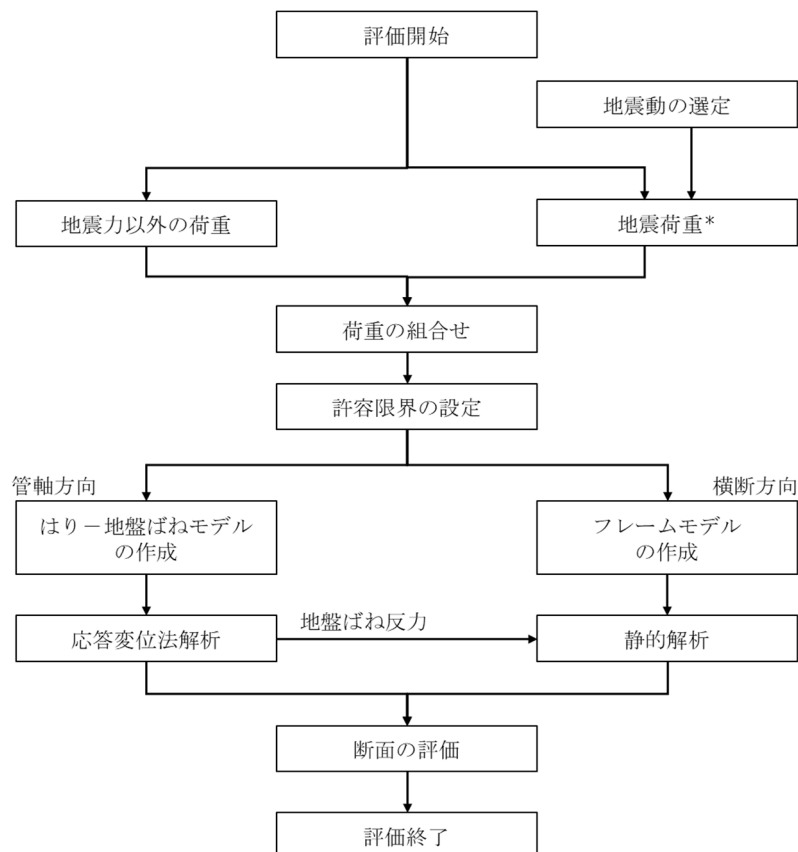 評価開始
地震動の選定
地震力以外の荷重
地震荷重*
荷重の組合せ
許容限界の設定
管軸方向
横断方向
はり－地盤ばねモデル
の作成
フレームモデル
の作成
応答変位法解析
地盤ばね反力
静的解析
断面の評価
評価終了